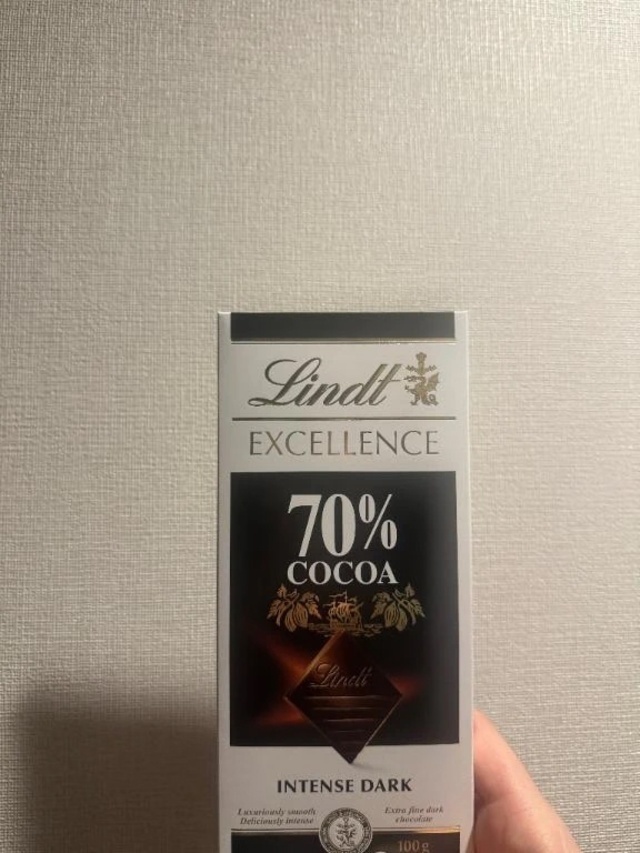 Lindt
EXCELLENCE
70%
COCOA
Lindt
INTENSE DARK
Luxuriously smooth
Deliciously intense
Extra fine dark
chocolate
100g